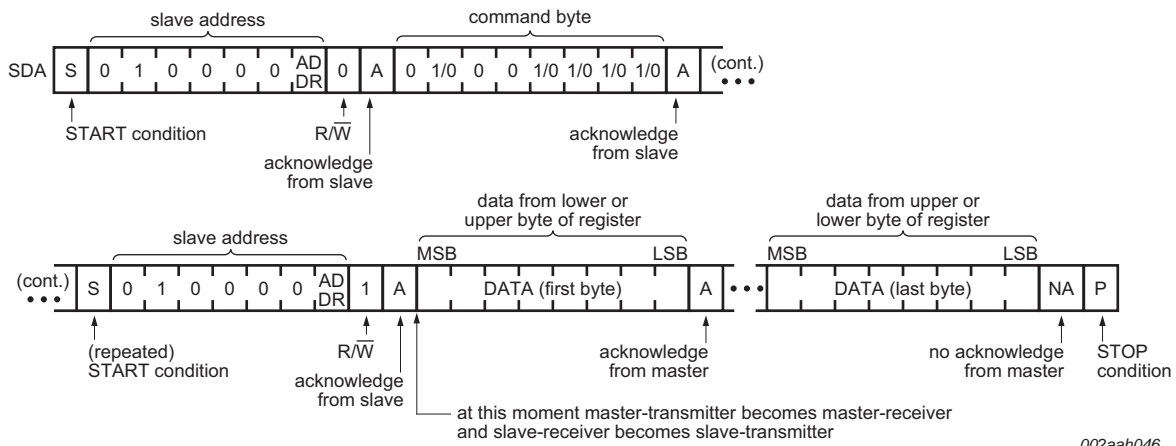 slave address command byte
SDA S 0 1 0 0 0 0 AD DR 0 A 0 1/0 0 0 1/0 1/0 1/0 1/0 A (cont.)
START condition R/W acknowledge from slave acknowledge from slave
data from lower or upper byte of register data from upper or lower byte of register
slave address MSB LSB MSB LSB
(cont.) S 0 1 0 0 0 0 AD DR 1 A DATA (first byte) A DATA (last byte) NA P
(repeated) START condition R/W acknowledge from slave acknowledge from master no acknowledge from master STOP condition
at this moment master-transmitter becomes master-receiver
and slave-receiver becomes slave-transmitter
002aah046